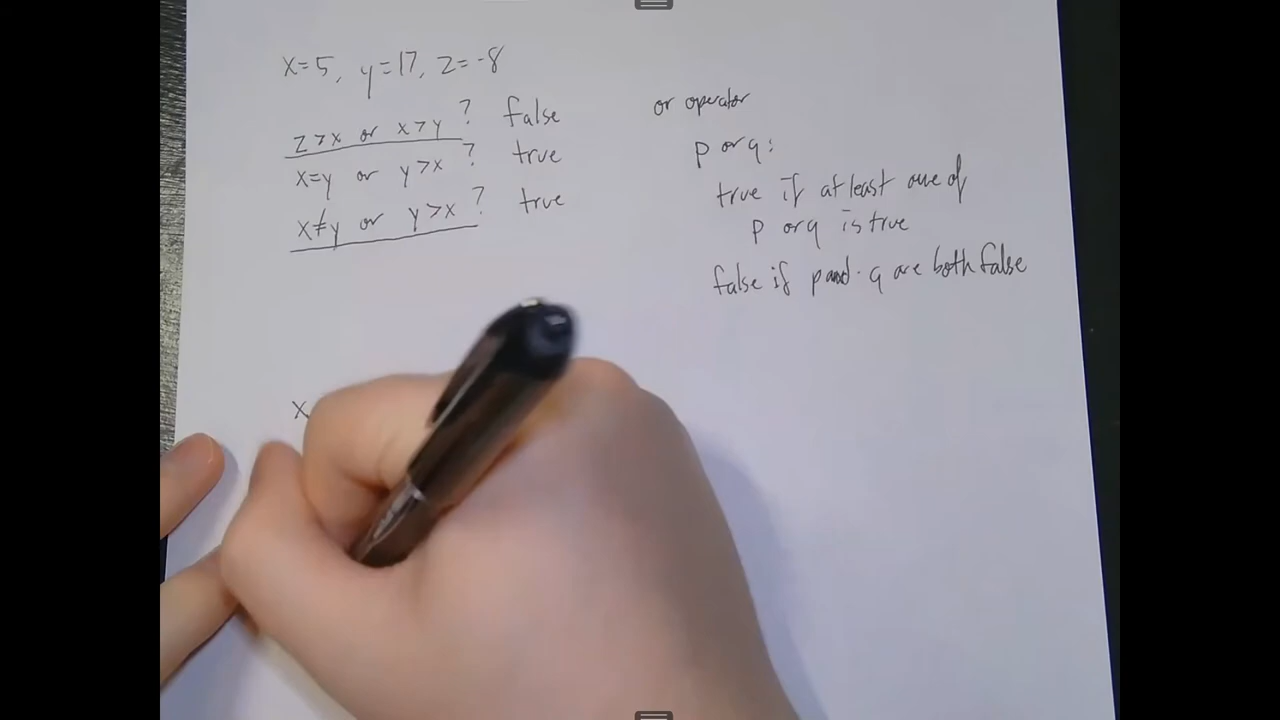 x=5, y=17, z=-8
z>x or x>y ? false
x=y or y>x ? true
x≠y or y>x ? true
or operator
p or q:
true if at least one of
p or q is true
false if p and q are both false
x